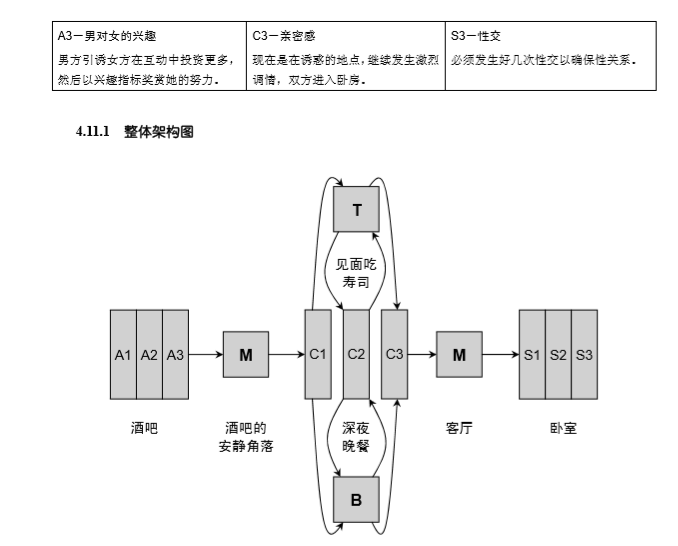 A3—男对女的兴趣
男方引诱女方在互动中投资更多，
然后以兴趣指标奖赏她的努力．
C3—亲密感
现在是在诱惑的地点，继续发生激烈
调情，双方进入卧房．
S3—性交
必须发生好几次性交以确保性关系．
4.11.1 整体架构图
T
见面吃
寿司
A1 A2 A3
M
C1
C2
C3
M
S1 S2 S3
酒吧
酒吧的
安静角落
深夜
晚餐
客厅
卧室
B